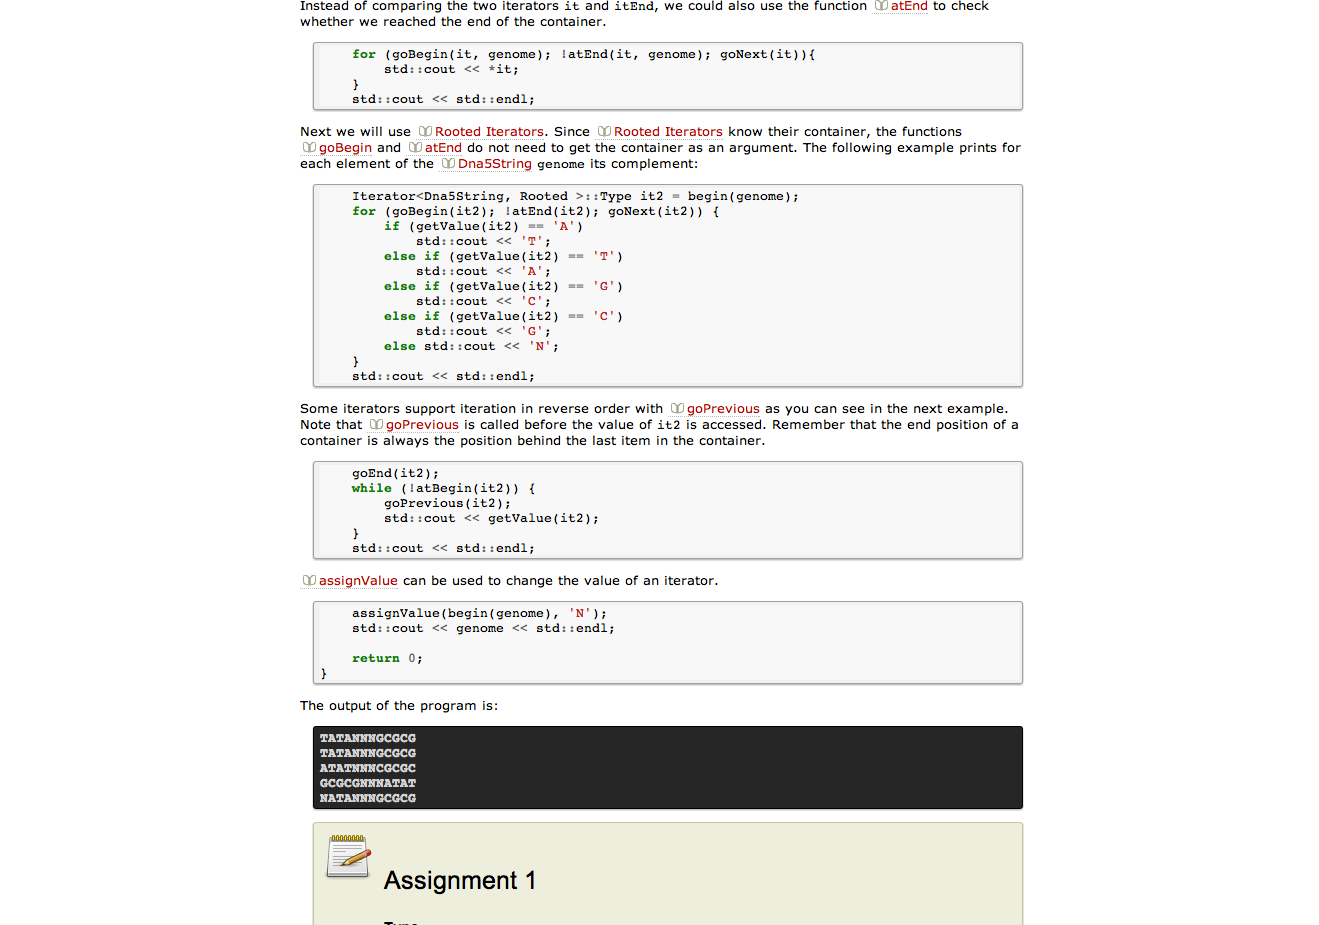 Instead of comparing the two iterators it and itEnd, we could also use the function atEnd to check
whether we reached the end of the container.
for (goBegin(it, genome); !atEnd(it, genome); goNext(it)){
std::cout << *it;
}
std::cout << std::endl;
Next we will use Rooted Iterators. Since Rooted Iterators know their container, the functions
goBegin and atEnd do not need to get the container as an argument. The following example prints for
each element of the Dna5String genome its complement:
Iterator<Dna5String, Rooted >::Type it2 = begin(genome);
for (goBegin(it2); !atEnd(it2); goNext(it2)) {
if (getValue(it2) == 'A')
std::cout << 'T';
else if (getValue(it2) == 'T')
std::cout << 'A';
else if (getValue(it2) == 'G')
std::cout << 'C';
else if (getValue(it2) == 'C')
std::cout << 'G';
else std::cout << 'N';
}
std::cout << std::endl;
Some iterators support iteration in reverse order with goPrevious as you can see in the next example.
Note that goPrevious is called before the value of it2 is accessed. Remember that the end position of a
container is always the position behind the last item in the container.
goEnd(it2);
while (!atBegin(it2)) {
goPrevious(it2);
std::cout << getValue(it2);
}
std::cout << std::endl;
assignValue can be used to change the value of an iterator.
assignValue(begin(genome), 'N');
std::cout << genome << std::endl;
return 0;
}
The output of the program is:
TATANNNGCGCG
TATANNNGCGCG
ATATNNNCGCGC
GCGCGNNNATAT
NATANNNGCGCG
Assignment 1